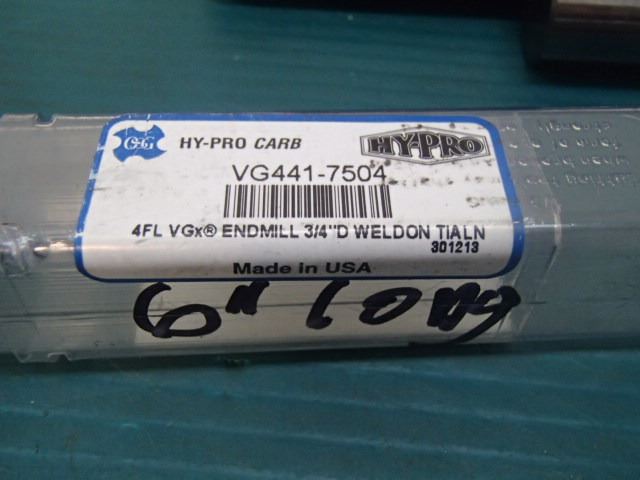 OSG HY-PRO CARB HY-PRO
VG441-7504
4FL VGx® ENDMILL 3/4"D WELDON TIALN
301213
Made in USA
6" long